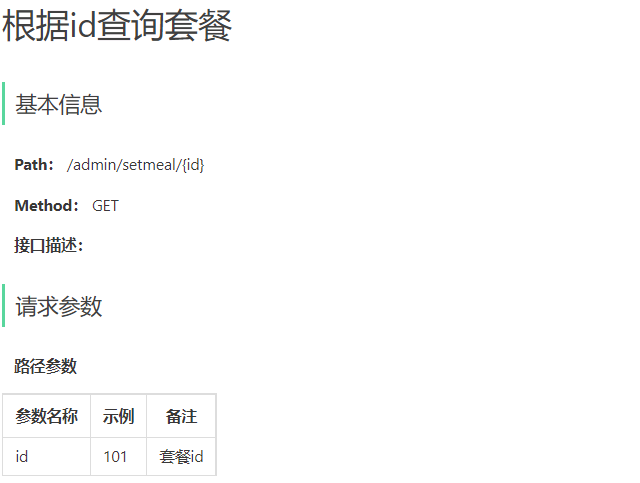 根据id查询套餐
基本信息
Path： /admin/setmeal/{id}
Method： GET
接口描述：
请求参数
路径参数
参数名称 示例 备注
id 101 套餐id